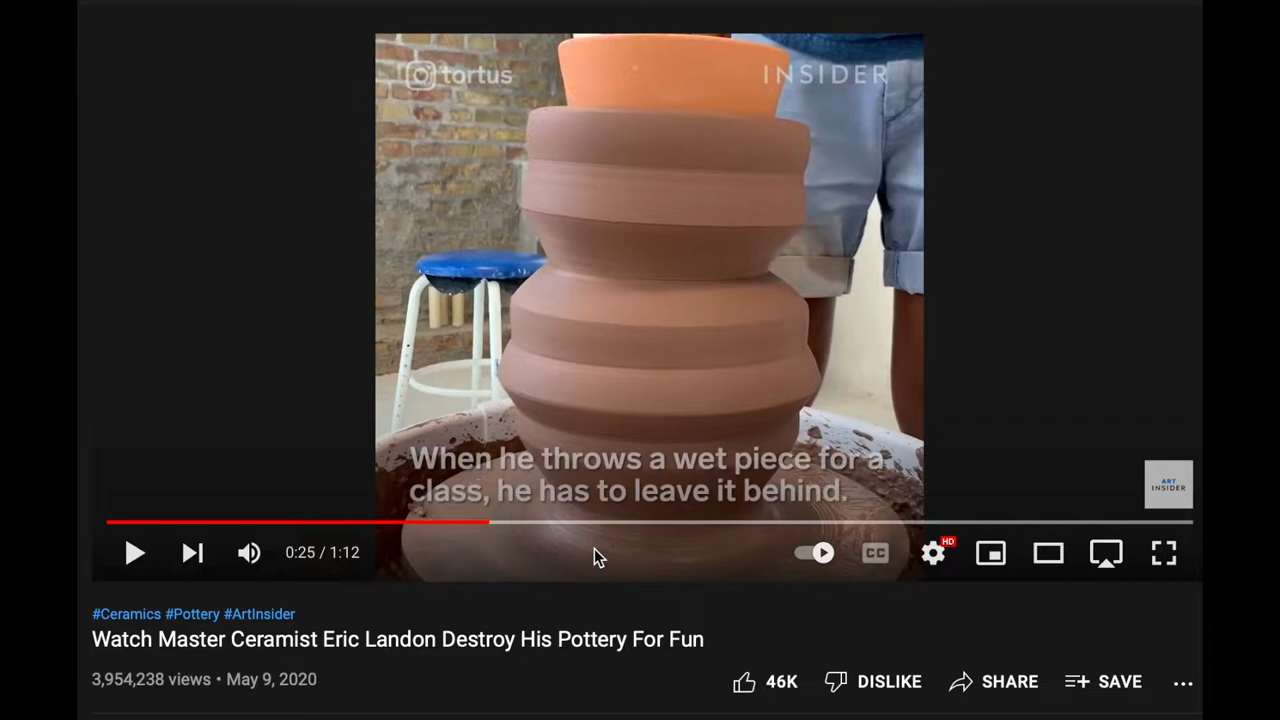 tortus
INSIDER
When he throws a wet piece for a
class, he has to leave it behind.
ART
INSIDER
0:25 / 1:12
CC
HD
#Ceramics #Pottery #ArtInsider
Watch Master Ceramist Eric Landon Destroy His Pottery For Fun
3,954,238 views • May 9, 2020
46K
DISLIKE
SHARE
SAVE